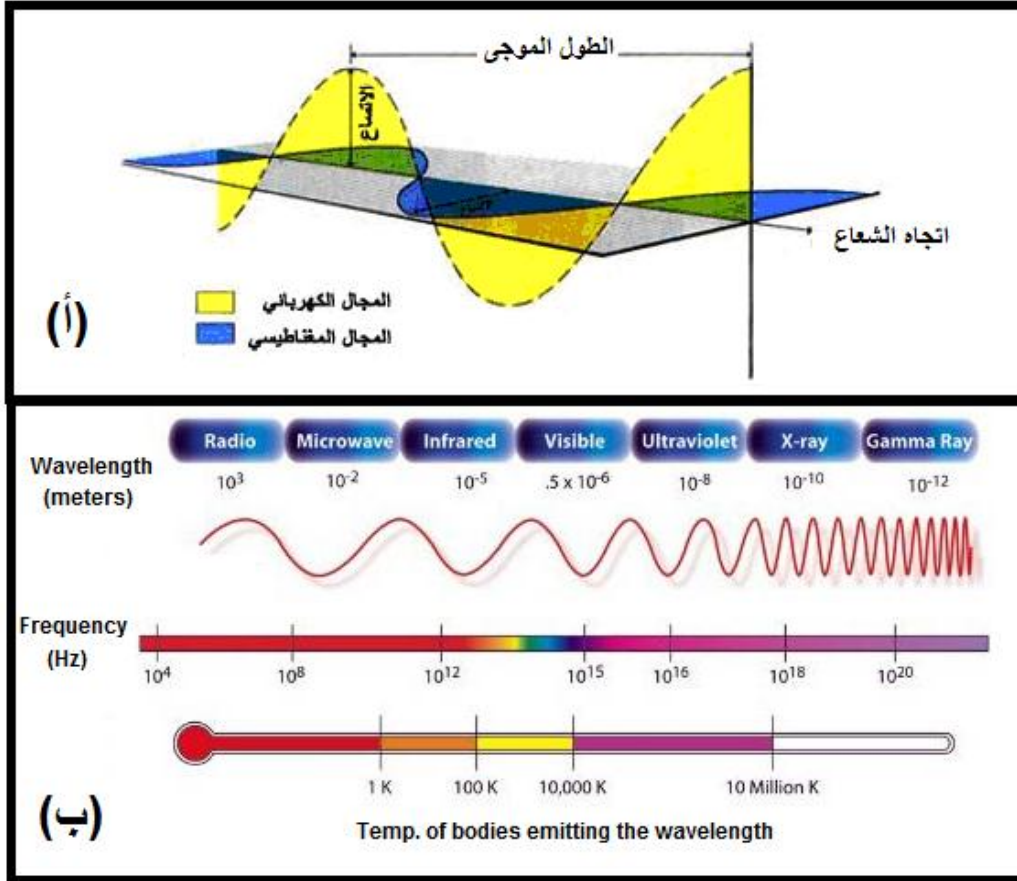 الطول الموجى
الاتساع
اتجاه الشعاع
المجال الكهربائي
المجال المغناطيسي
(أ)
Radio Microwave Infrared Visible Ultraviolet X-ray Gamma Ray
Wavelength
(meters)
10³ 10⁻² 10⁻⁵ .5 x 10⁻⁶ 10⁻⁸ 10⁻¹⁰ 10⁻¹²
Frequency
(Hz)
10⁴ 10⁸ 10¹² 10¹⁵ 10¹⁶ 10¹⁸ 10²⁰
1 K 100 K 10,000 K 10 Million K
(ب)
Temp. of bodies emitting the wavelength